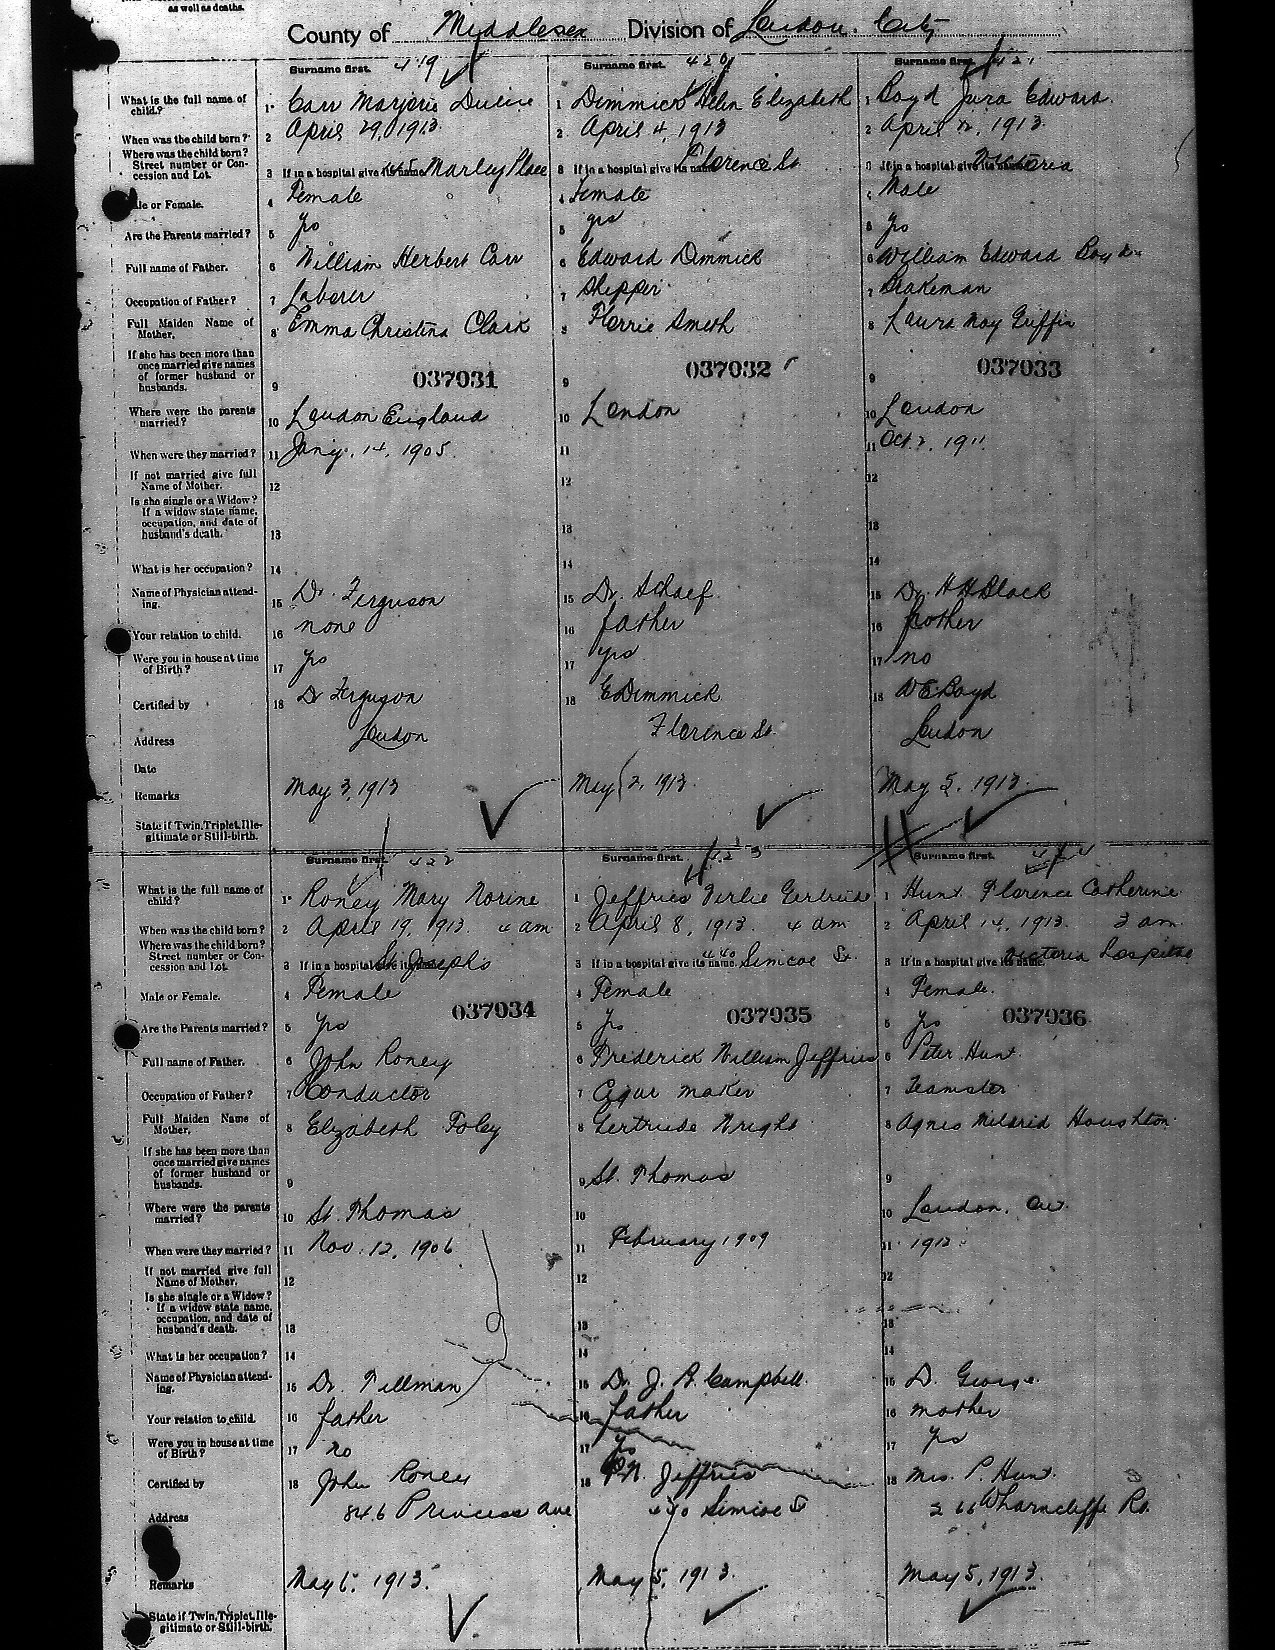 as well as deaths.
County of Middlesex Division of London City
Surname first. 419 Surname first. 420 Surname first. 421
What is the full name of child? 1 Carr Marjorie 1 Dimmick Helen Elizabeth 1 Boyd Edward
When was the child born? 2 April 29, 1913 2 April 4, 1913 2 April 1913
Where was the child born? Street number or Concession and Lot. 3 If in a hospital give its name Marley Place 3 If in a hospital give its name Florence St 3 If in a hospital give its name Victoria
Male or Female. 4 Female 4 Female Male
Are the Parents married? 5 Yes 5 yes 5 Yes
Full name of Father. 6 William Herbert Carr 6 Edward Dimmick 6 William Edward Boyd
Occupation of Father? 7 Laborer 7 Shipper 7 Brakeman
Full Maiden Name of Mother. 8 Emma Christina Clark 8 Florrie Smith 8 Laura May Griffin
If she has been more than once married give names of former husband or husbands. 9 037031 9 037032 9 037033
Where were the parents married? 10 London England 10 London 10 London
When were they married? 11 Jany. 14, 1905 11 11 Oct 2, 1911
If not married give full Name of Mother. 12 12 12
Is she single or a Widow? If a widow state name, occupation, and date of husband's death. 13 13 13
What is her occupation? 14 14 14
Name of Physician attending. 15 Dr. Ferguson 15 Dr. Schaef 15 Dr. H H Black
Your relation to child. 16 none 16 father 16 father
Were you in house at time of Birth? 17 yes 17 yes 17 no
Certified by 18 Dr Ferguson 18 E Dimmick 18 W E Boyd
Address London Florence St. London
Date
Remarks May 3, 1913 May 2, 1913 May 5, 1913
State if Twin, Triplet, Illegitimate or Still-birth.
Surname first. 422 Surname first. 423 Surname first. 424
What is the full name of child? 1 Roney Mary Norine 1 Jeffries Verlie Gertrude 1 Hunt Florence Catherine
When was the child born? 2 April 19, 1913. 4 am 2 April 8, 1913. 4 am 2 April 14, 1913. 3 am
Where was the child born? Street number or Concession and Lot. 3 If in a hospital give its name St. Josephs 3 If in a hospital give its name. 440 Simcoe St. 3 If in a hospital give its name. Victoria Hospital
Male or Female. 4 Female 4 Female 4 Female.
037034 037035 037036
Are the Parents married? 5 yes 5 Yes 5 yes
Full name of Father. 6 John Roney 6 Frederick William Jeffries 6 Peter Hunt
Occupation of Father? 7 Conductor 7 Cigar maker 7 Teamster
Full Maiden Name of Mother. 8 Elizabeth Foley 8 Gertrude Wright 8 Agnes Mildrid Houghton
If she has been more than once married give names of former husband or husbands. 9 9 St. Thomas 9
Where were the parents married? 10 St. Thomas 10 10 London, Ont.
When were they married? 11 Nov. 12, 1906 11 February 1909 11 1912
If not married give full Name of Mother. 12 12 12
Is she single or a Widow? If a widow state name, occupation, and date of husband's death. 13 13 13
What is her occupation? 14 14 14
Name of Physician attending. 15 Dr. Tillman 15 Dr. J. B. Campbell 15 D. George.
Your relation to child. 16 father 16 father 16 mother
Were you in house at time of Birth? 17 no 17 yes 17 yes
Certified by 18 John Roney 18 F. W. Jeffries 18 Mrs. P. Hunt.
Address 846 Princess Ave 440 Simcoe St 266 Wharncliffe Rd.
Remarks May 6, 1913. May 5, 1913. May 5, 1913.
State if Twin, Triplet, Illegitimate or Still-birth.